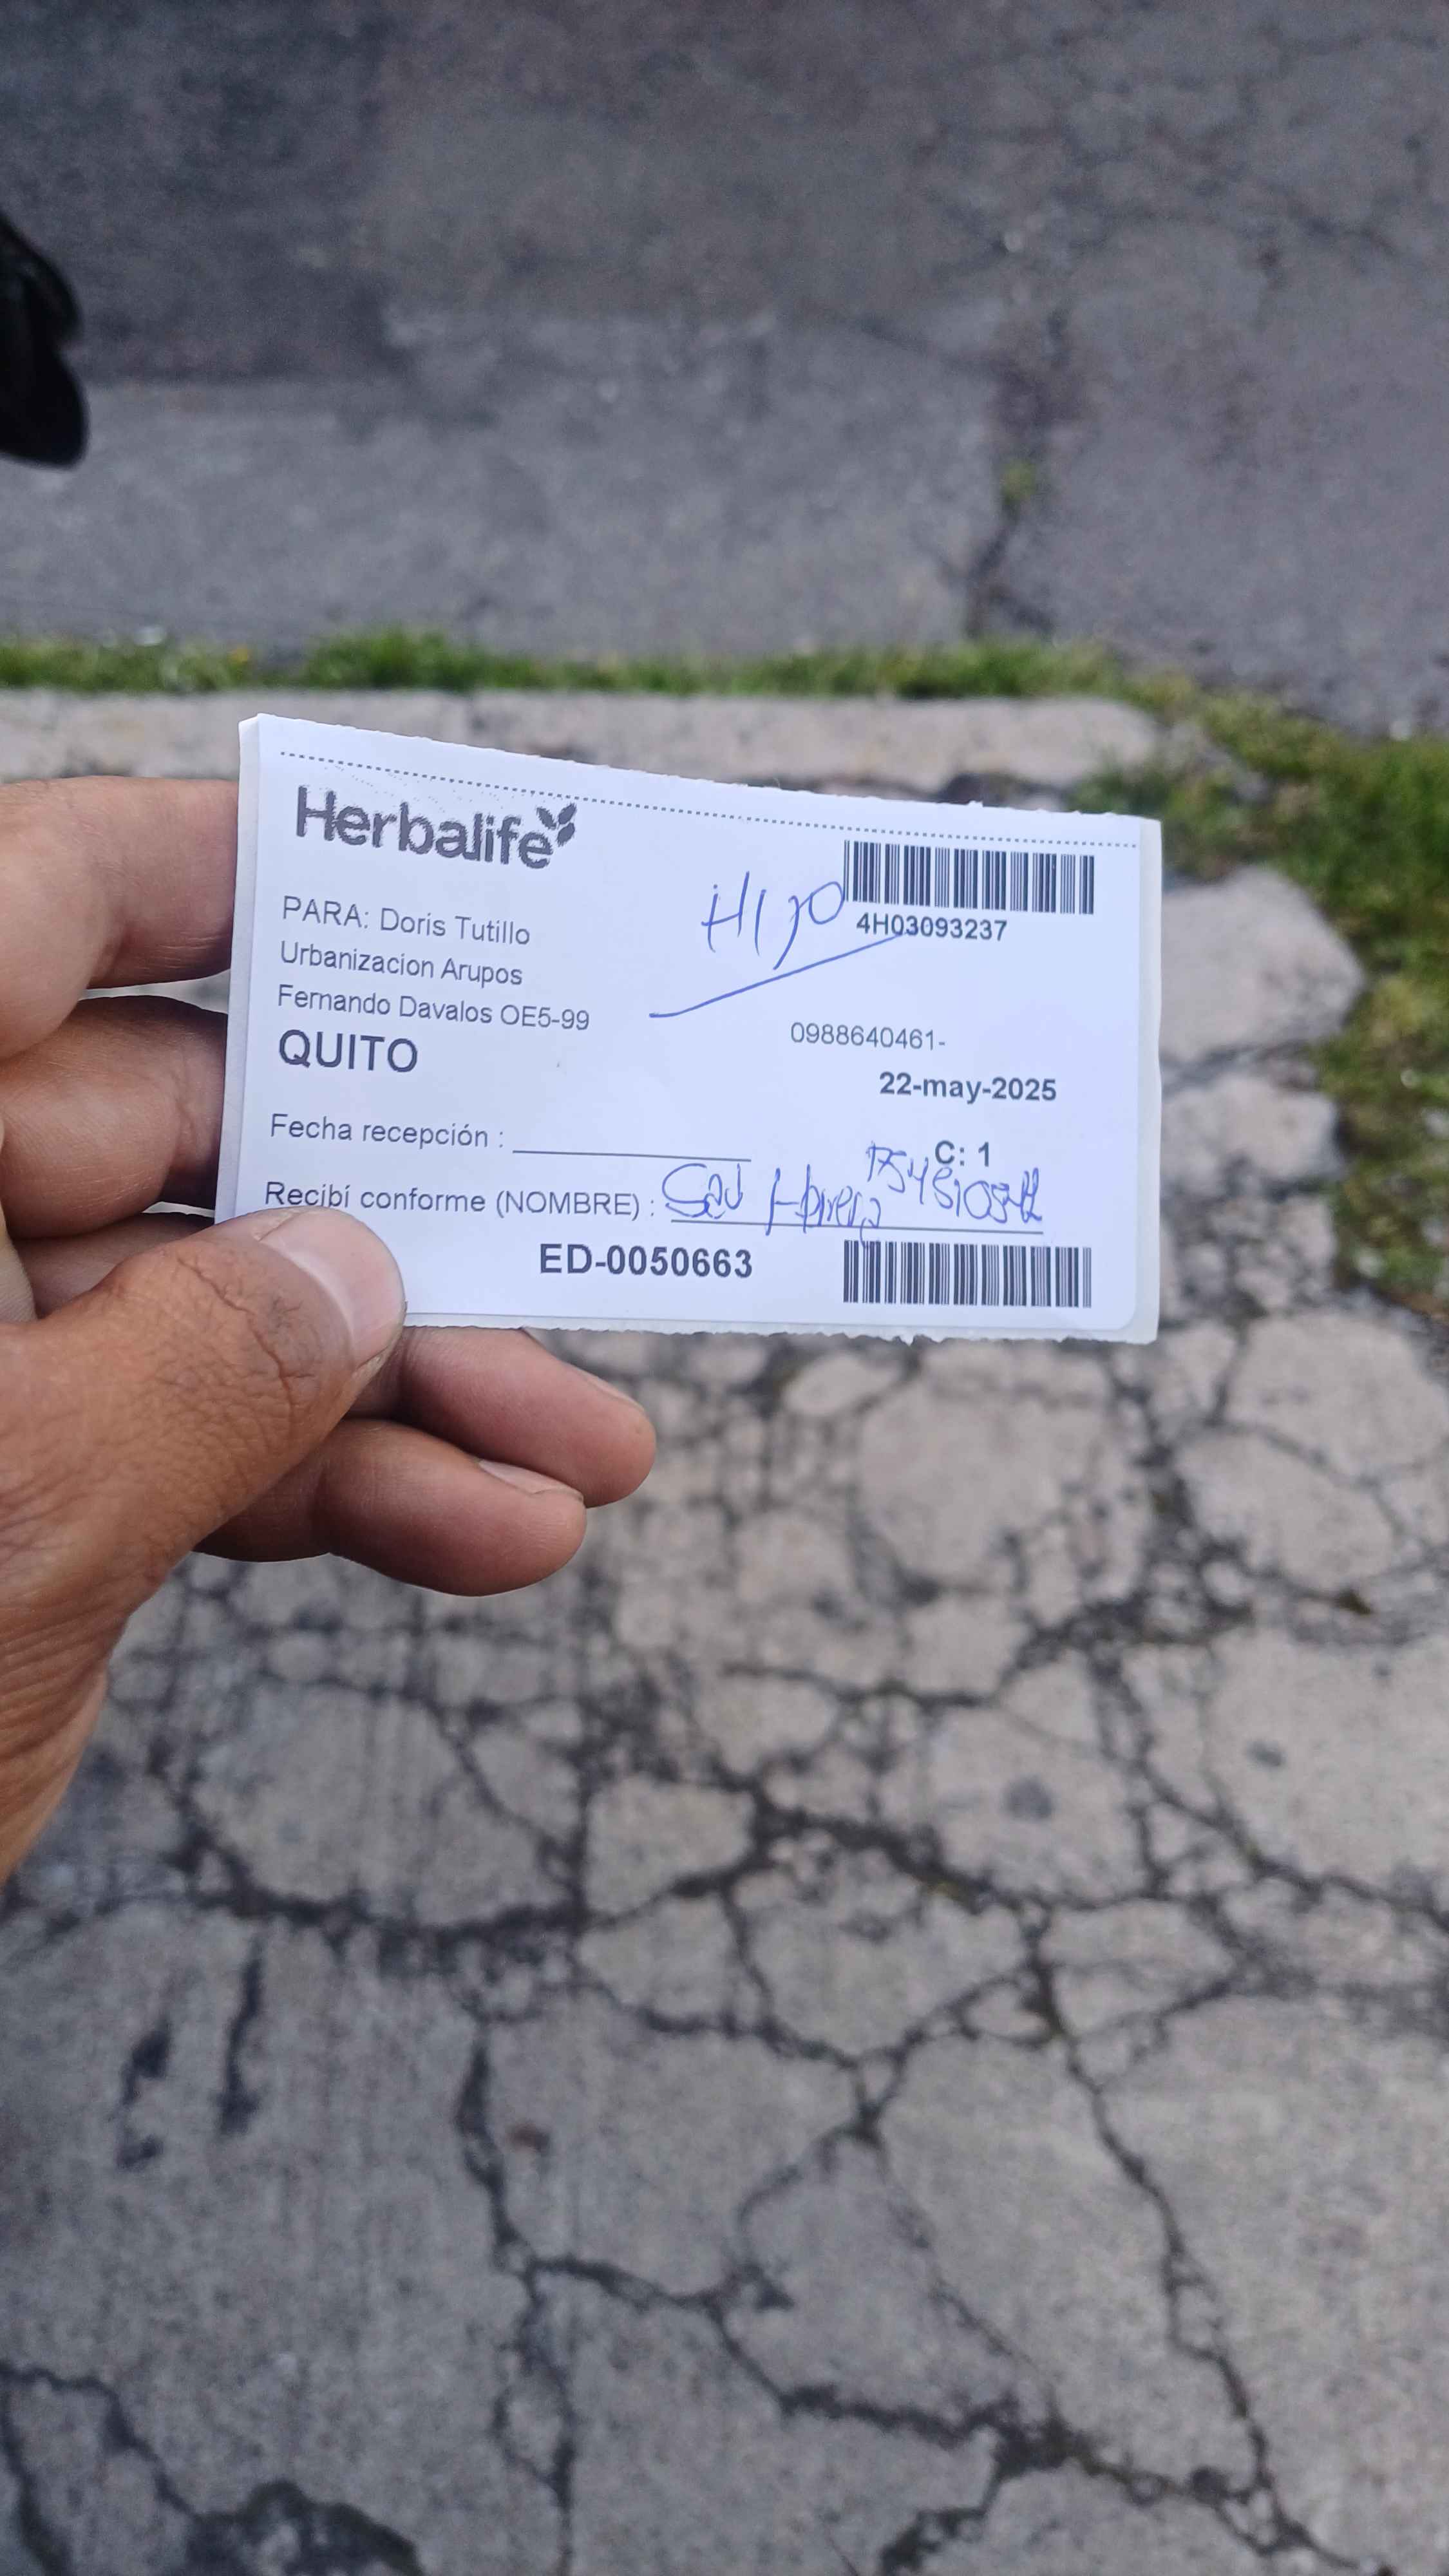 Herbalife
HIJO
4H03093237
PARA: Doris Tutillo
Urbanizacion Arupos
Fernando Davalos OE5-99
QUITO
0988640461-
22-may-2025
C: 1
Fecha recepción :
Recibí conforme (NOMBRE) :
ED-0050663